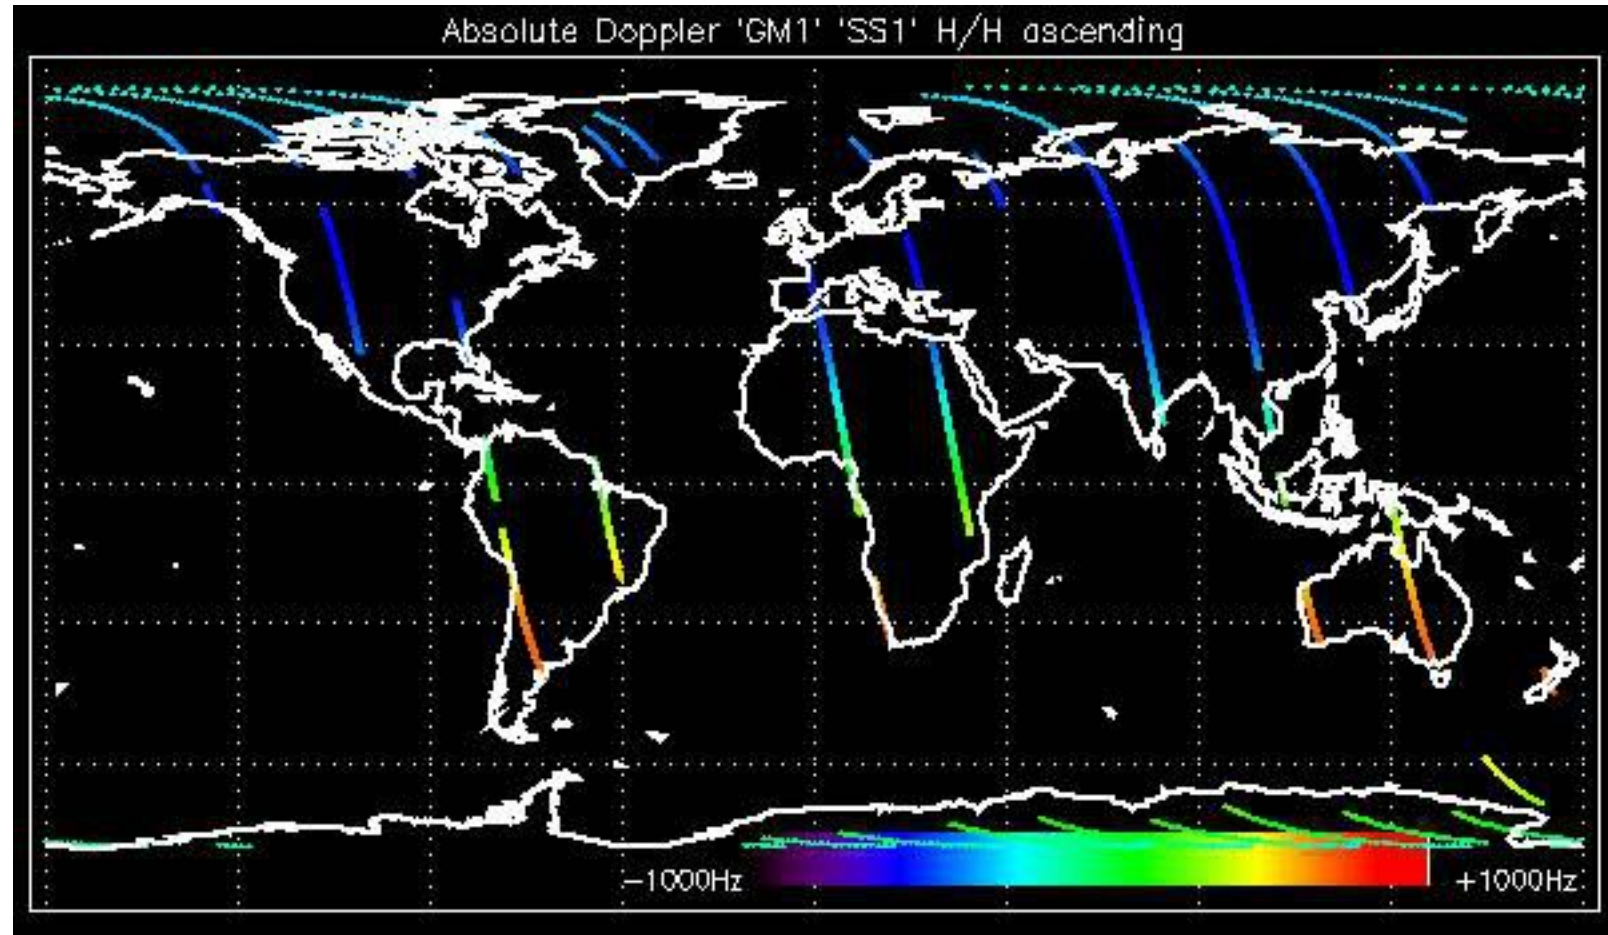 Absolute Doppler 'GM1' 'SS1' H/H ascending
−1000Hz +1000Hz